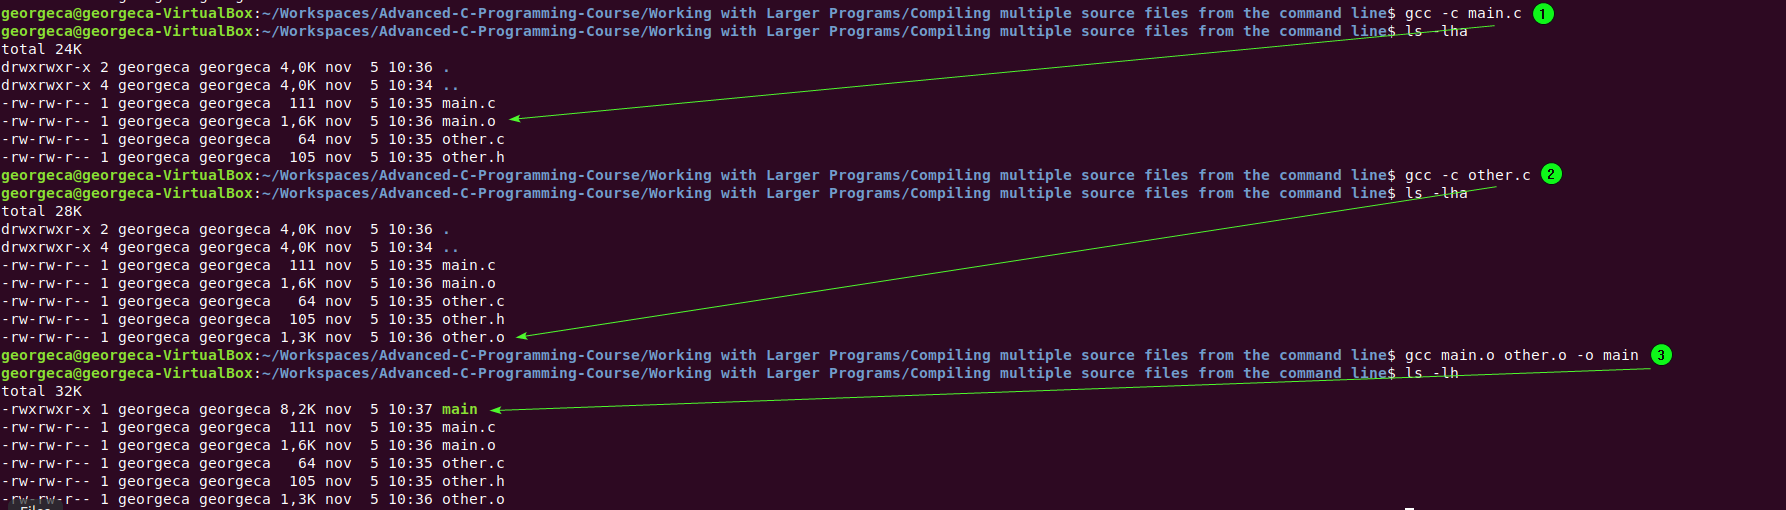 georgeca@georgeca-VirtualBox:~/Workspaces/Advanced-C-Programming-Course/Working with Larger Programs/Compiling multiple source files from the command line$ gcc -c main.c 1
georgeca@georgeca-VirtualBox:~/Workspaces/Advanced-C-Programming-Course/Working with Larger Programs/Compiling multiple source files from the command line$ ls -lha
total 24K
drwxrwxr-x 2 georgeca georgeca 4,0K nov  5 10:36 .
drwxrwxr-x 4 georgeca georgeca 4,0K nov  5 10:34 ..
-rw-rw-r-- 1 georgeca georgeca  111 nov  5 10:35 main.c
-rw-rw-r-- 1 georgeca georgeca 1,6K nov  5 10:36 main.o
-rw-rw-r-- 1 georgeca georgeca   64 nov  5 10:35 other.c
-rw-rw-r-- 1 georgeca georgeca  105 nov  5 10:35 other.h
georgeca@georgeca-VirtualBox:~/Workspaces/Advanced-C-Programming-Course/Working with Larger Programs/Compiling multiple source files from the command line$ gcc -c other.c 2
georgeca@georgeca-VirtualBox:~/Workspaces/Advanced-C-Programming-Course/Working with Larger Programs/Compiling multiple source files from the command line$ ls -lha
total 28K
drwxrwxr-x 2 georgeca georgeca 4,0K nov  5 10:36 .
drwxrwxr-x 4 georgeca georgeca 4,0K nov  5 10:34 ..
-rw-rw-r-- 1 georgeca georgeca  111 nov  5 10:35 main.c
-rw-rw-r-- 1 georgeca georgeca 1,6K nov  5 10:36 main.o
-rw-rw-r-- 1 georgeca georgeca   64 nov  5 10:35 other.c
-rw-rw-r-- 1 georgeca georgeca  105 nov  5 10:35 other.h
-rw-rw-r-- 1 georgeca georgeca 1,3K nov  5 10:36 other.o
georgeca@georgeca-VirtualBox:~/Workspaces/Advanced-C-Programming-Course/Working with Larger Programs/Compiling multiple source files from the command line$ gcc main.o other.o -o main 3
georgeca@georgeca-VirtualBox:~/Workspaces/Advanced-C-Programming-Course/Working with Larger Programs/Compiling multiple source files from the command line$ ls -lh
total 32K
-rwxrwxr-x 1 georgeca georgeca 8,2K nov  5 10:37 main
-rw-rw-r-- 1 georgeca georgeca  111 nov  5 10:35 main.c
-rw-rw-r-- 1 georgeca georgeca 1,6K nov  5 10:36 main.o
-rw-rw-r-- 1 georgeca georgeca   64 nov  5 10:35 other.c
-rw-rw-r-- 1 georgeca georgeca  105 nov  5 10:35 other.h
-rw-rw-r-- 1 georgeca georgeca 1,3K nov  5 10:36 other.o
Files